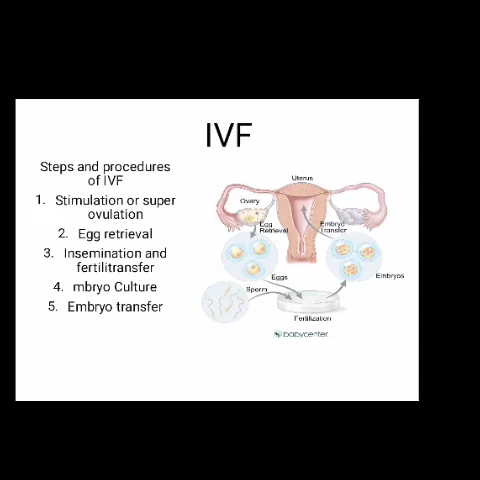 IVF
Steps and procedures
of IVF
1. Stimulation or super
ovulation
2. Egg retrieval
3. Insemination and
fertilitransfer
4. mbryo Culture
5. Embryo transfer
Uterus
Ovary
Egg
Retrieval
Embryo
Transfer
Eggs
Embryos
Sperm
Fertilization
babycenter